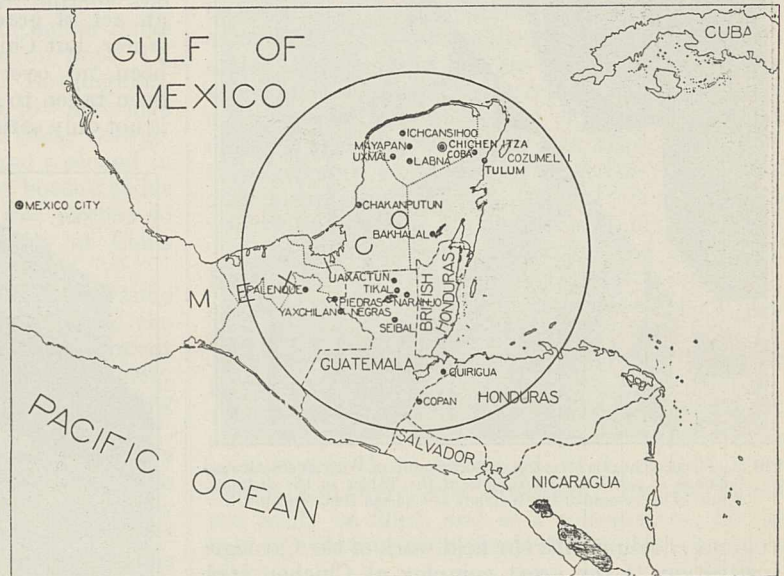 GULF OF
MEXICO
CUBA
ICHCANSIHOO
MAYAPAN
CHICHEN ITZA
UXMAL
LABNA
COBA
COZUMEL I.
TULUM
MEXICO CITY
CHAKANPUTUN
BAKHALAL
MEXICO
UAXACTUN
PALENQUE
TIKAL
PIEDRAS
NEGRAS
NARANJO
YAXCHILAN
SEIBAL
BRITISH
HONDURAS
GUATEMALA
QUIRIGUA
COPAN
HONDURAS
SALVADOR
NICARAGUA
PACIFIC OCEAN